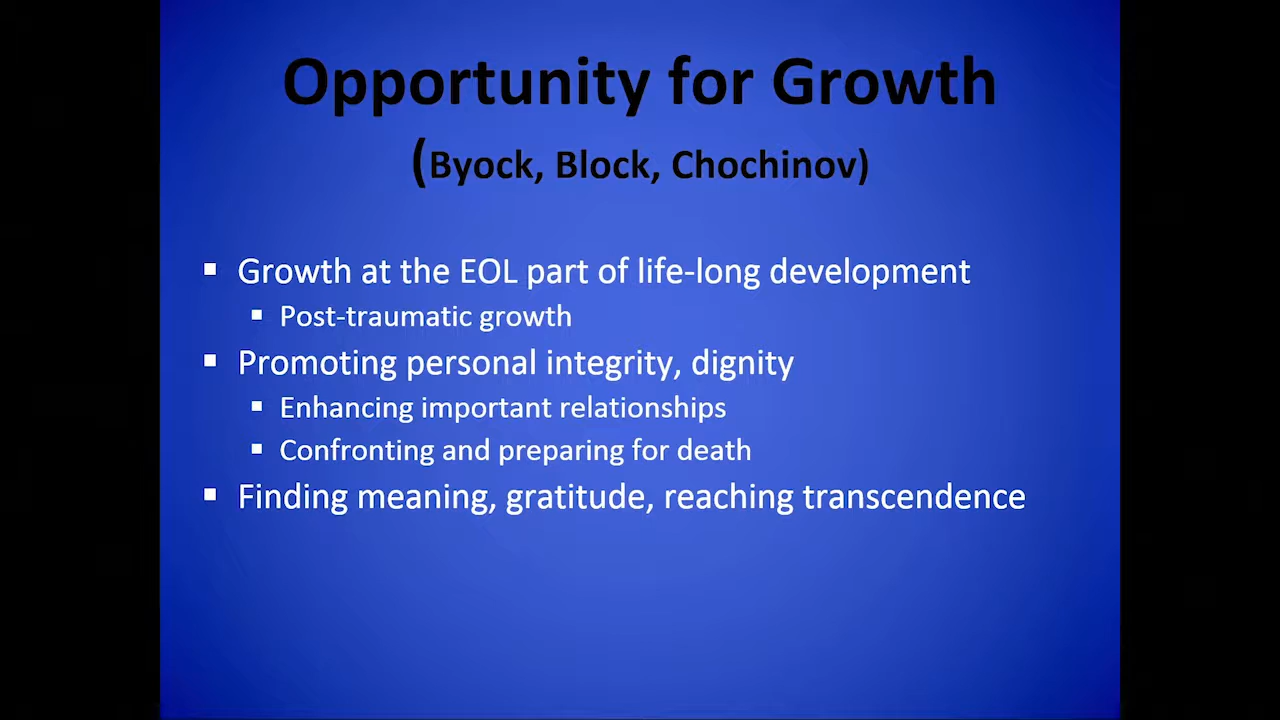 Opportunity for Growth
(Byock, Block, Chochinov)
▪ Growth at the EOL part of life-long development
▪ Post-traumatic growth
▪ Promoting personal integrity, dignity
▪ Enhancing important relationships
▪ Confronting and preparing for death
▪ Finding meaning, gratitude, reaching transcendence